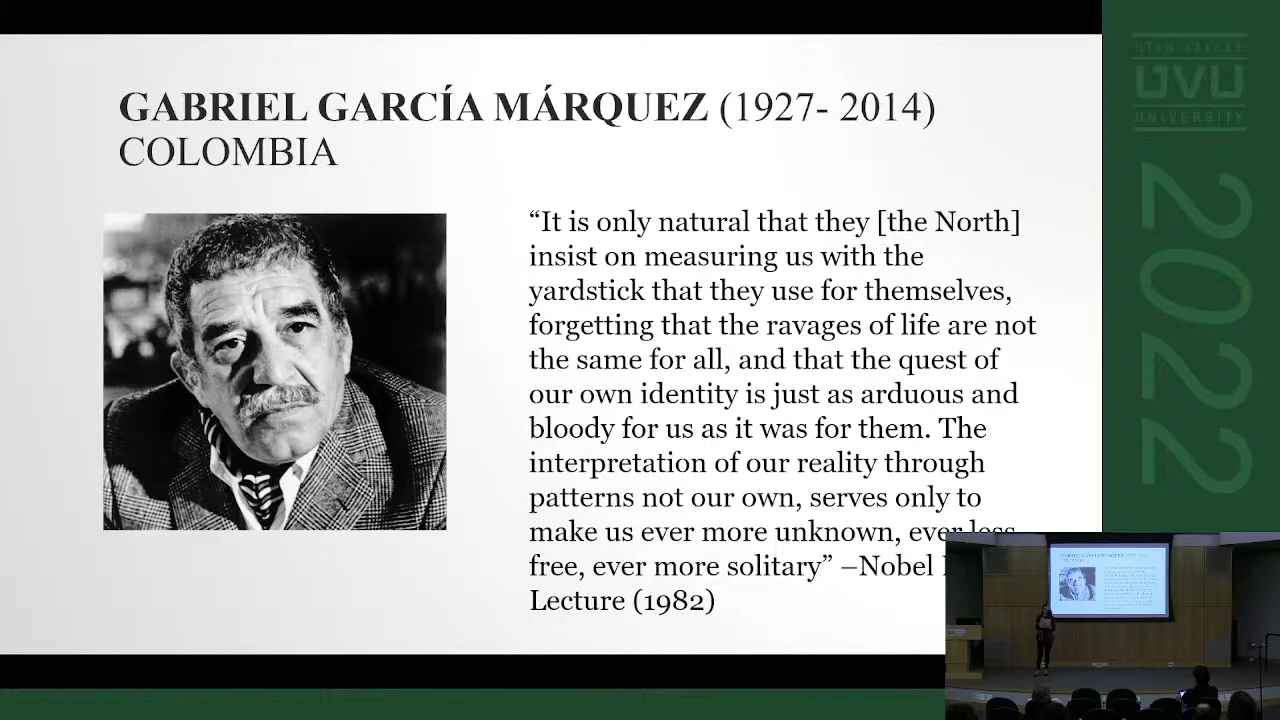 GABRIEL GARCÍA MÁRQUEZ (1927- 2014)
COLOMBIA
“It is only natural that they [the North]
insist on measuring us with the
yardstick that they use for themselves,
forgetting that the ravages of life are not
the same for all, and that the quest of
our own identity is just as arduous and
bloody for us as it was for them. The
interpretation of our reality through
patterns not our own, serves only to
make us ever more unknown, ever less
free, ever more solitary” –Nobel
Lecture (1982)
UTAH VALLEY
UVU
UNIVERSITY
2022